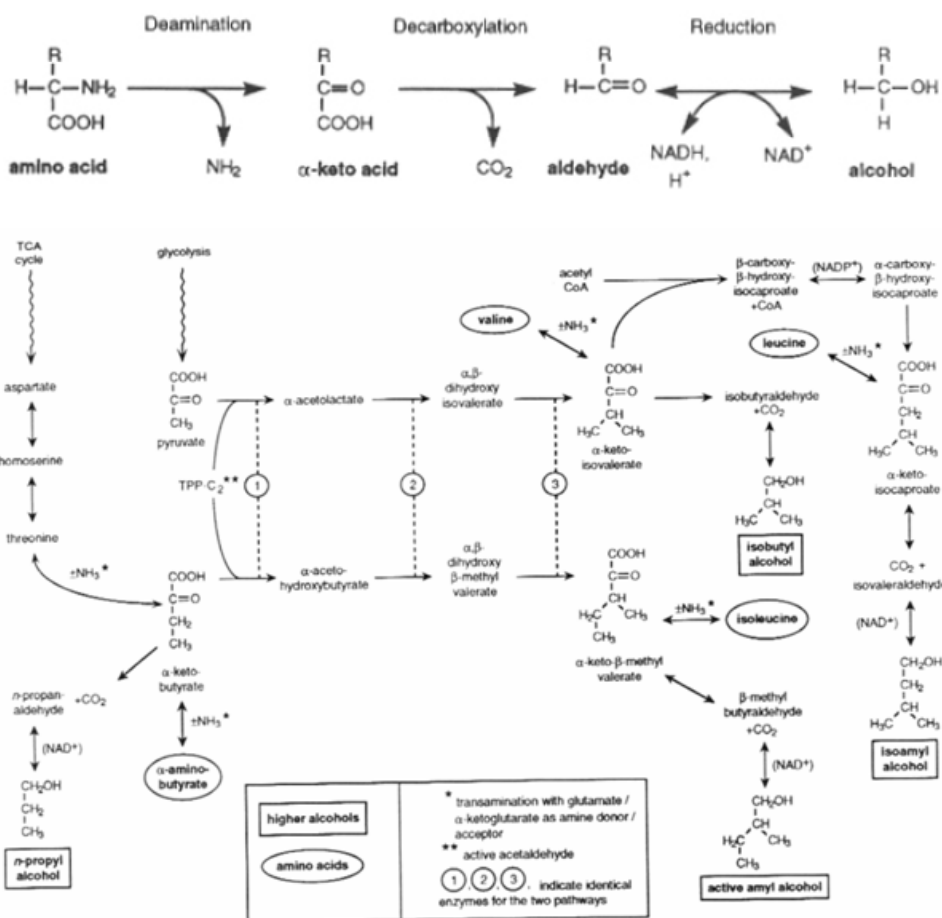 Deamination
Decarboxylation
Reduction
R
H–C–NH₂
COOH
amino acid
NH₂
R
C=O
COOH
α-keto acid
CO₂
R
H–C=O
aldehyde
NADH,
H⁺
NAD⁺
R
H–C–OH
H
alcohol
TCA
cycle
aspartate
homoserine
threonine
±NH₃*
glycolysis
COOH
C=O
CH₃
pyruvate
TPP-C₂**
1
2
3
α-acetolactate
α,β-
dihydroxy
isovalerate
COOH
C=O
CH
H₃C
CH₃
α-keto-
isovalerate
valine
±NH₃*
acetyl
CoA
β-carboxy-
β-hydroxy-
isocaproate
+CoA
(NADP⁺)
α-carboxy-
β-hydroxy-
isocaproate
leucine
±NH₃*
COOH
C=O
CH₂
CH
H₃C
CH₃
α-keto-
isocaproate
CO₂ +
isovaleraldehyde
(NAD⁺)
CH₂OH
CH₂
CH
H₃C
CH₃
isoamyl
alcohol
isobutyraldehyde
+CO₂
CH₂OH
CH
H₃C
CH₃
isobutyl
alcohol
COOH
C=O
CH₂
CH₃
α-keto-
butyrate
±NH₃*
α-amino-
butyrate
n-propan-
aldehyde
+CO₂
(NAD⁺)
CH₂OH
CH₂
CH₃
n-propyl
alcohol
α-aceto-
hydroxybutyrate
α,β-
dihydroxy
β-methyl
valerate
COOH
C=O
CH
H₂C
CH₃
CH₃
α-keto-β-methyl
valerate
±NH₃*
isoleucine
β-methyl
butyraldehyde
+CO₂
(NAD⁺)
CH₂OH
CH
H₂C
CH₃
CH₃
active amyl alcohol
higher alcohols
amino acids
* transamination with glutamate /
α-ketoglutarate as amine donor /
acceptor
** active acetaldehyde
1, 2, 3, indicate identical
enzymes for the two pathways